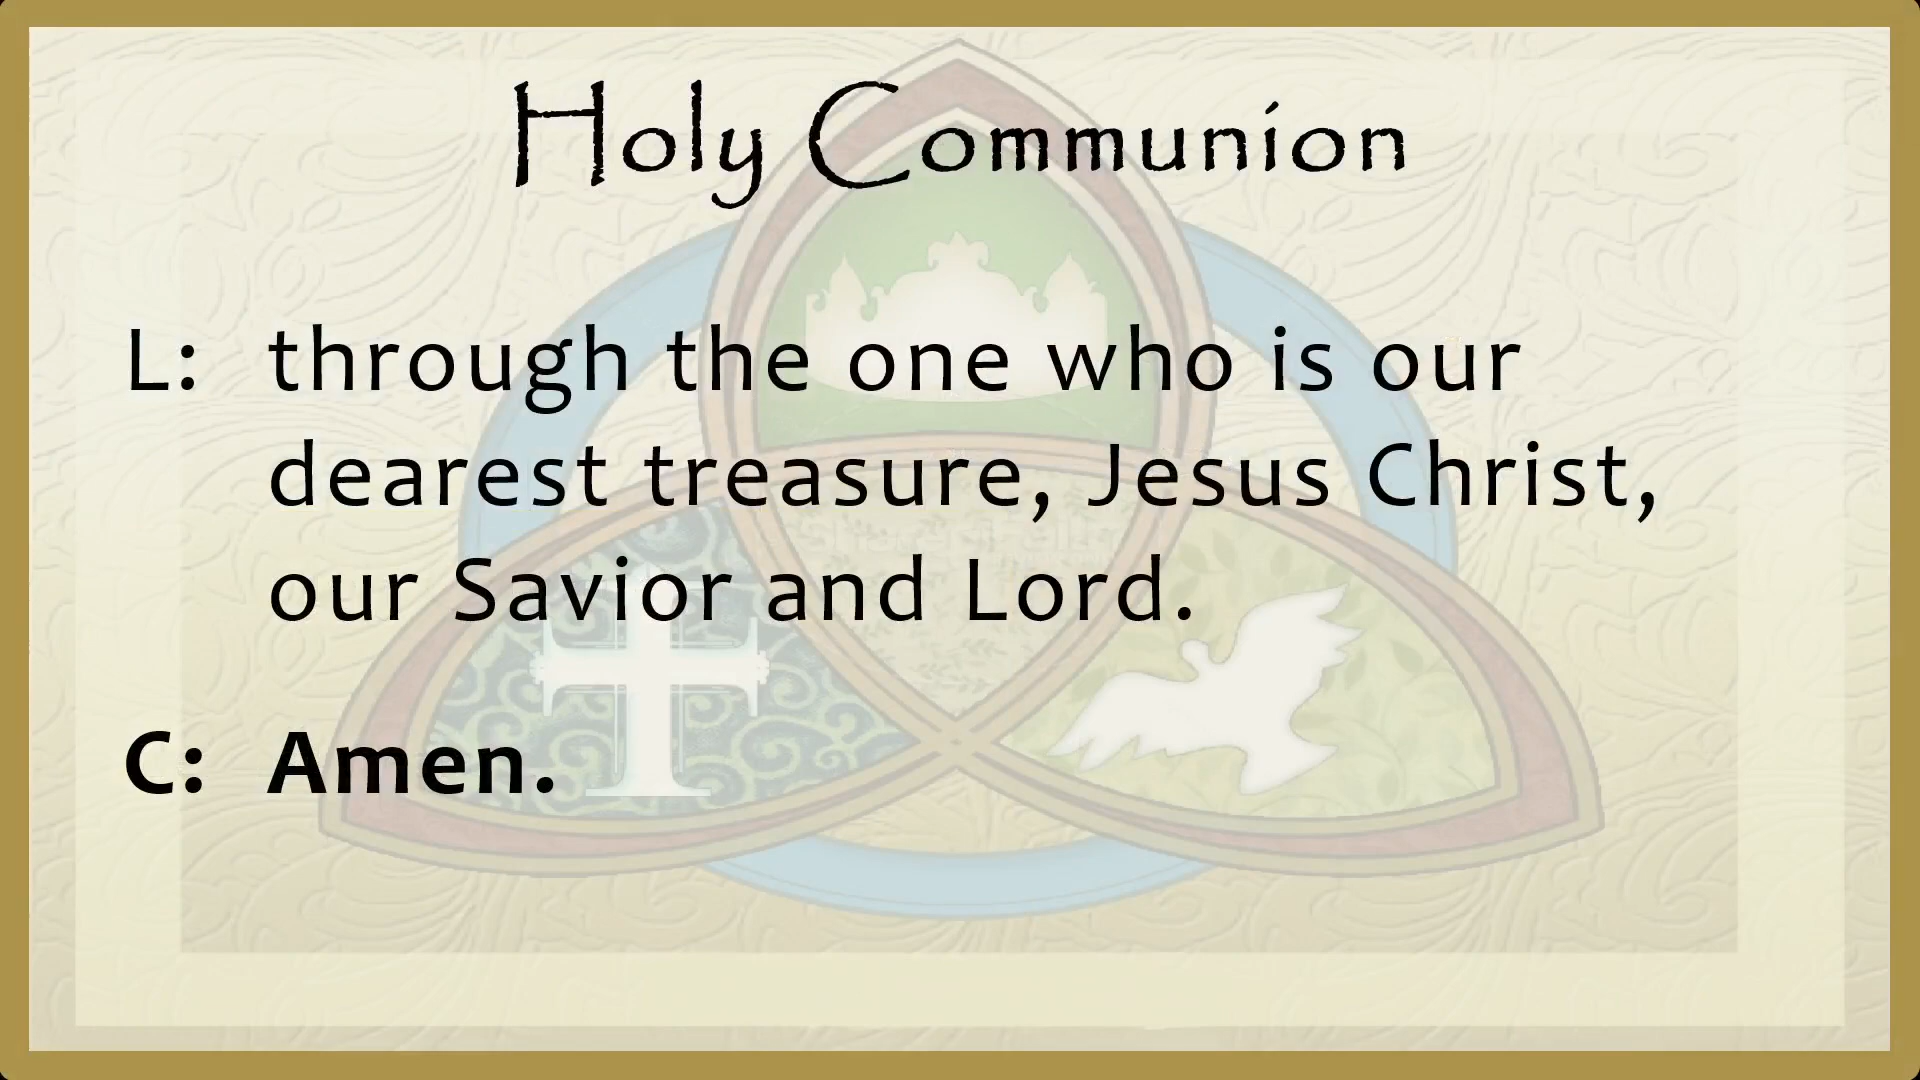 Holy Communion
L: through the one who is our
dearest treasure, Jesus Christ,
our Savior and Lord.
C: Amen.